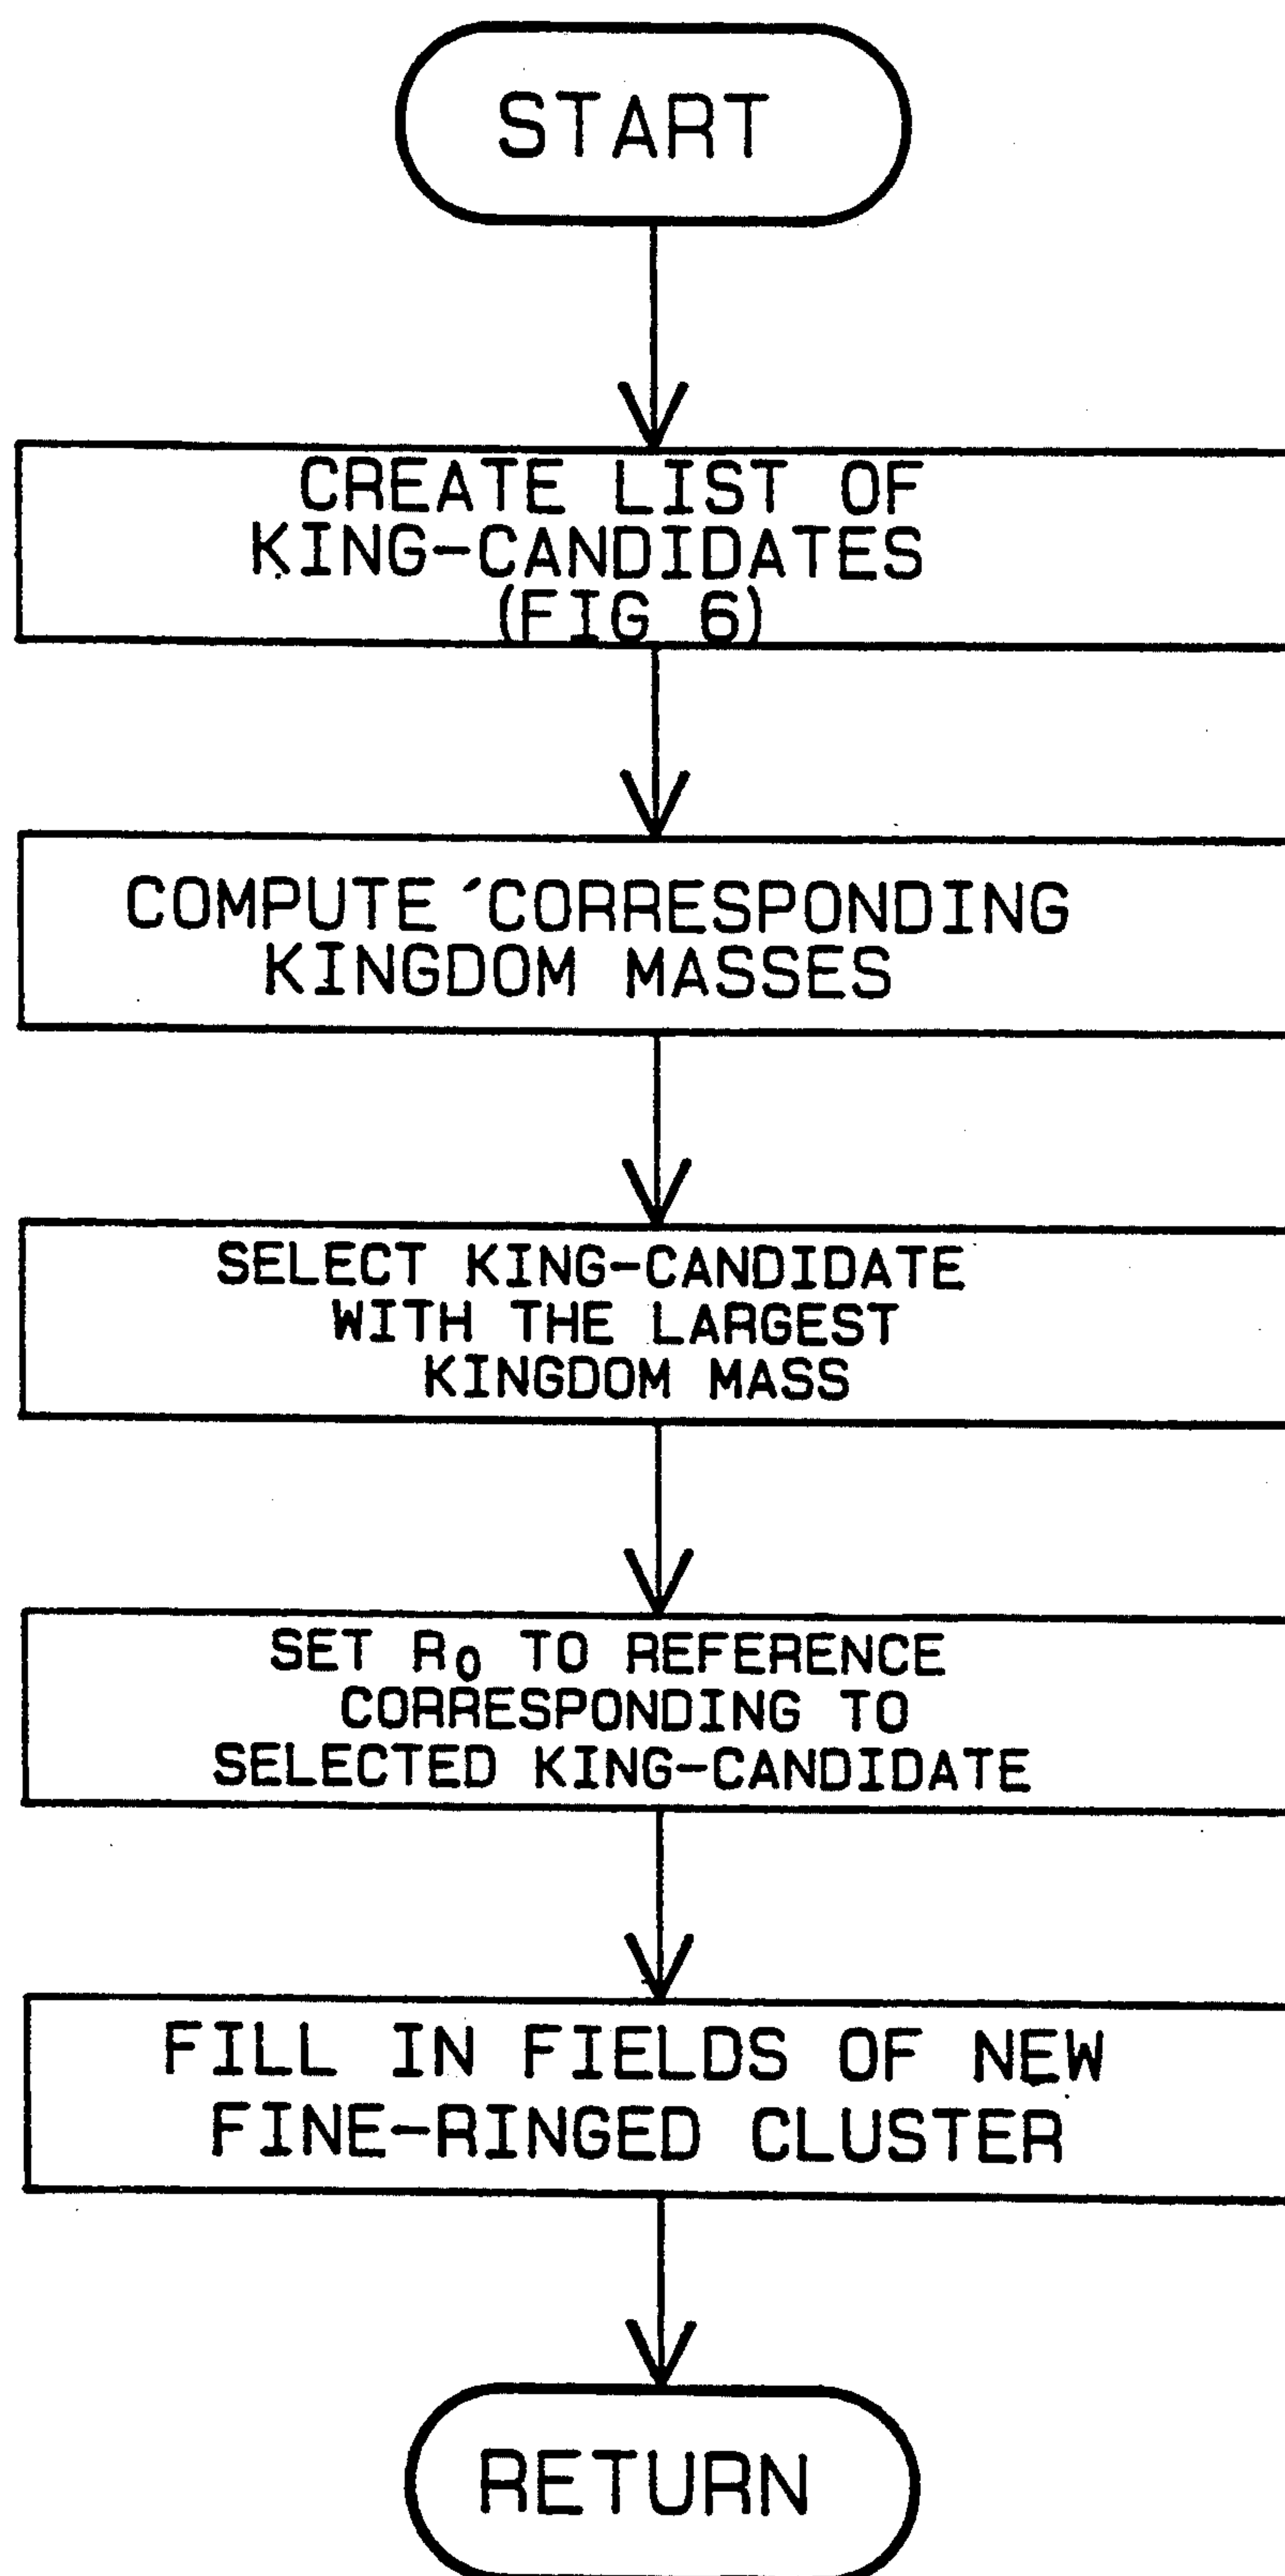 START
CREATE LIST OF
KING-CANDIDATES
(FIG 6)
COMPUTE CORRESPONDING
KINGDOM MASSES
SELECT KING-CANDIDATE
WITH THE LARGEST
KINGDOM MASS
SET R₀ TO REFERENCE
CORRESPONDING TO
SELECTED KING-CANDIDATE
FILL IN FIELDS OF NEW
FINE-RINGED CLUSTER
RETURN